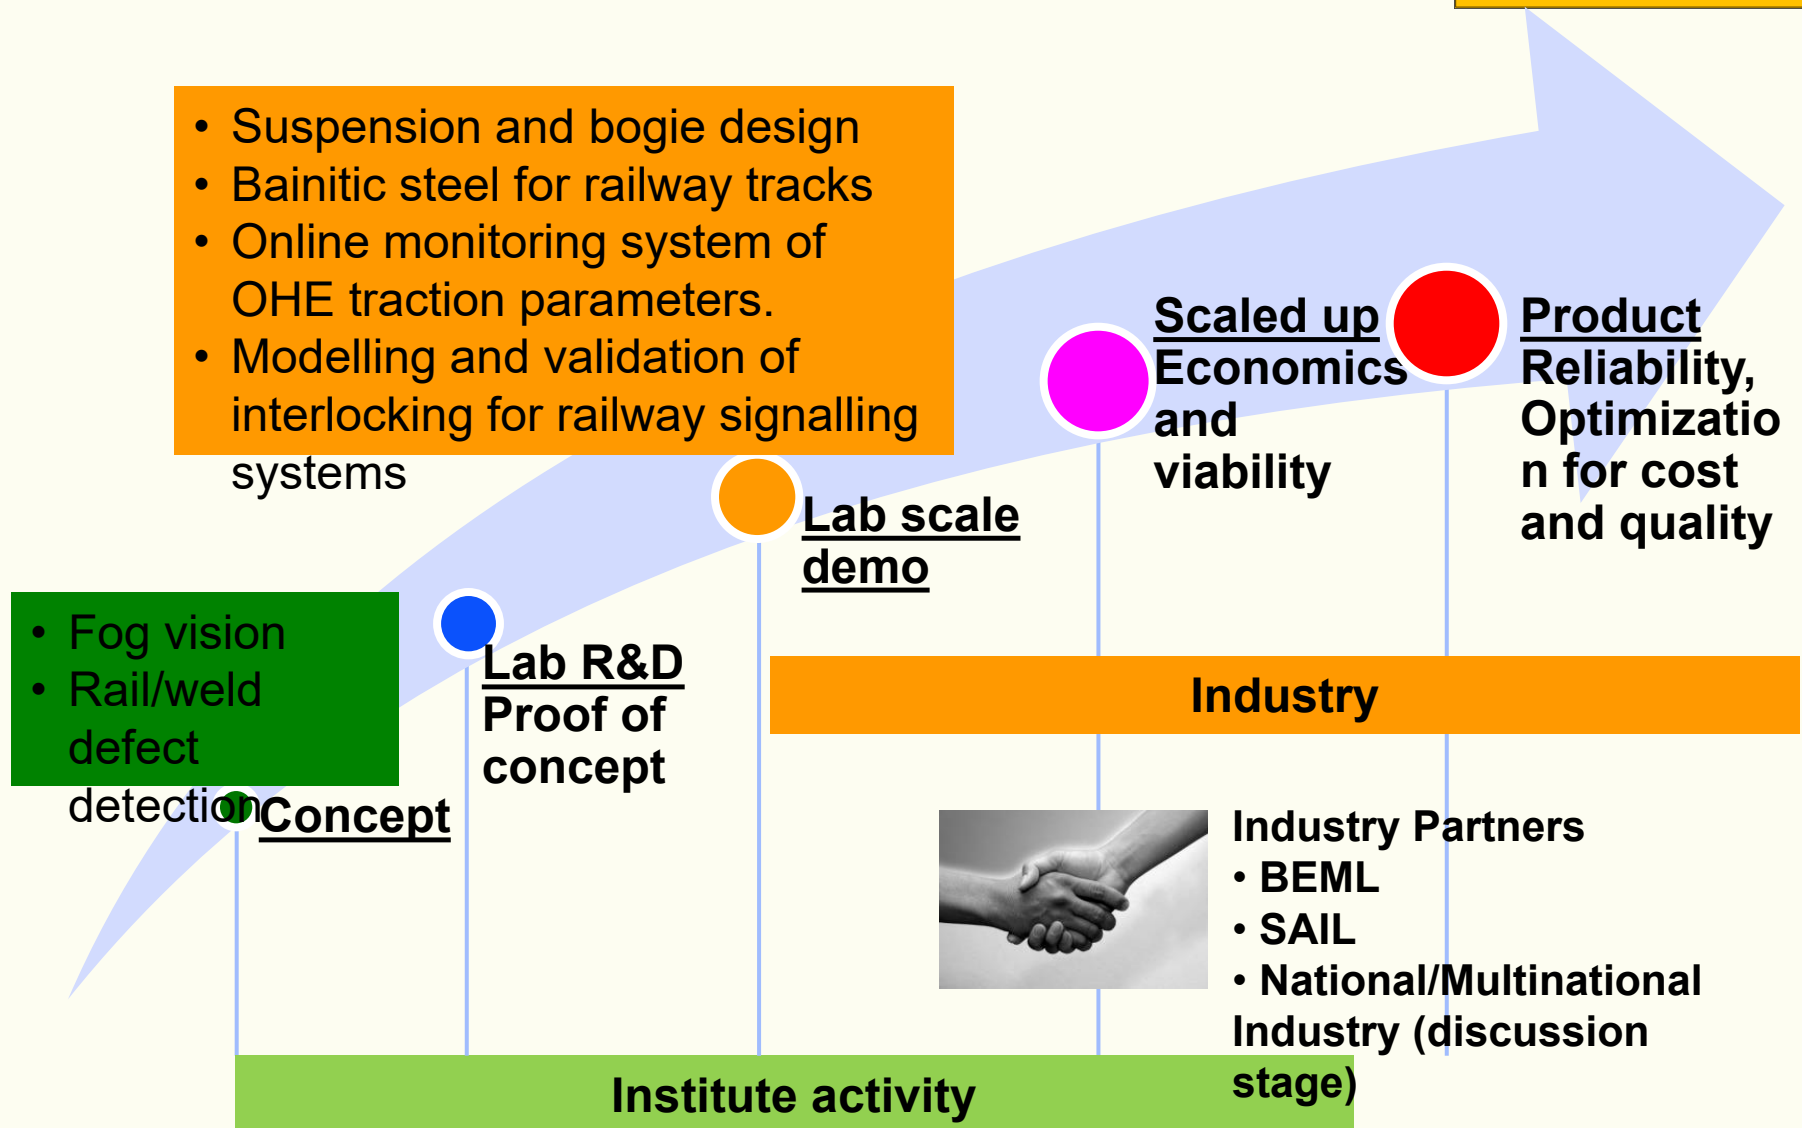 • Suspension and bogie design
• Bainitic steel for railway tracks
• Online monitoring system of
OHE traction parameters.
• Modelling and validation of
interlocking for railway signalling
systems
Scaled up
Economics
and
viability
Product
Reliability,
Optimizatio
n for cost
and quality
Lab scale
demo
• Fog vision
• Rail/weld
defect
detection
Lab R&D
Proof of
concept
Concept
Industry
Industry Partners
• BEML
• SAIL
• National/Multinational
Industry (discussion
stage)
Institute activity